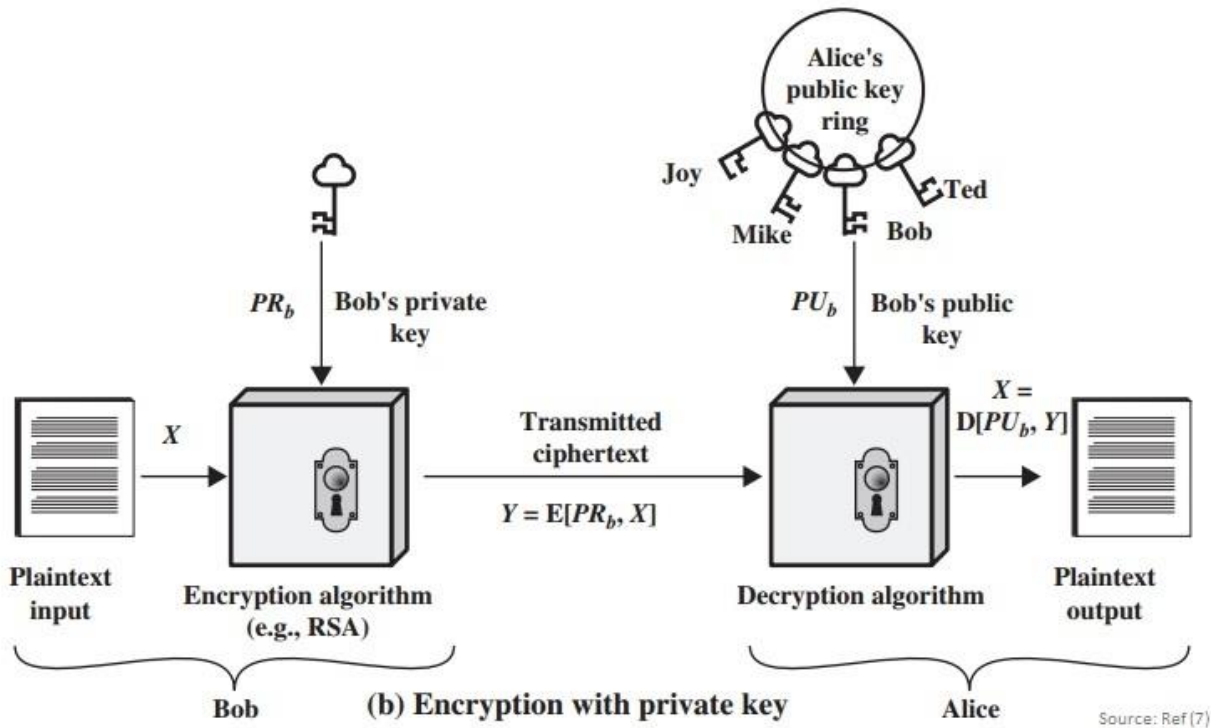 Alice's
public key
ring
Joy
Mike
Bob
Ted
PR_b
Bob's private
key
PU_b
Bob's public
key
X
Transmitted
ciphertext
Y = E[PR_b, X]
X =
D[PU_b, Y]
Plaintext
input
Encryption algorithm
(e.g., RSA)
Decryption algorithm
Plaintext
output
Bob
(b) Encryption with private key
Alice
Source: Ref (7)